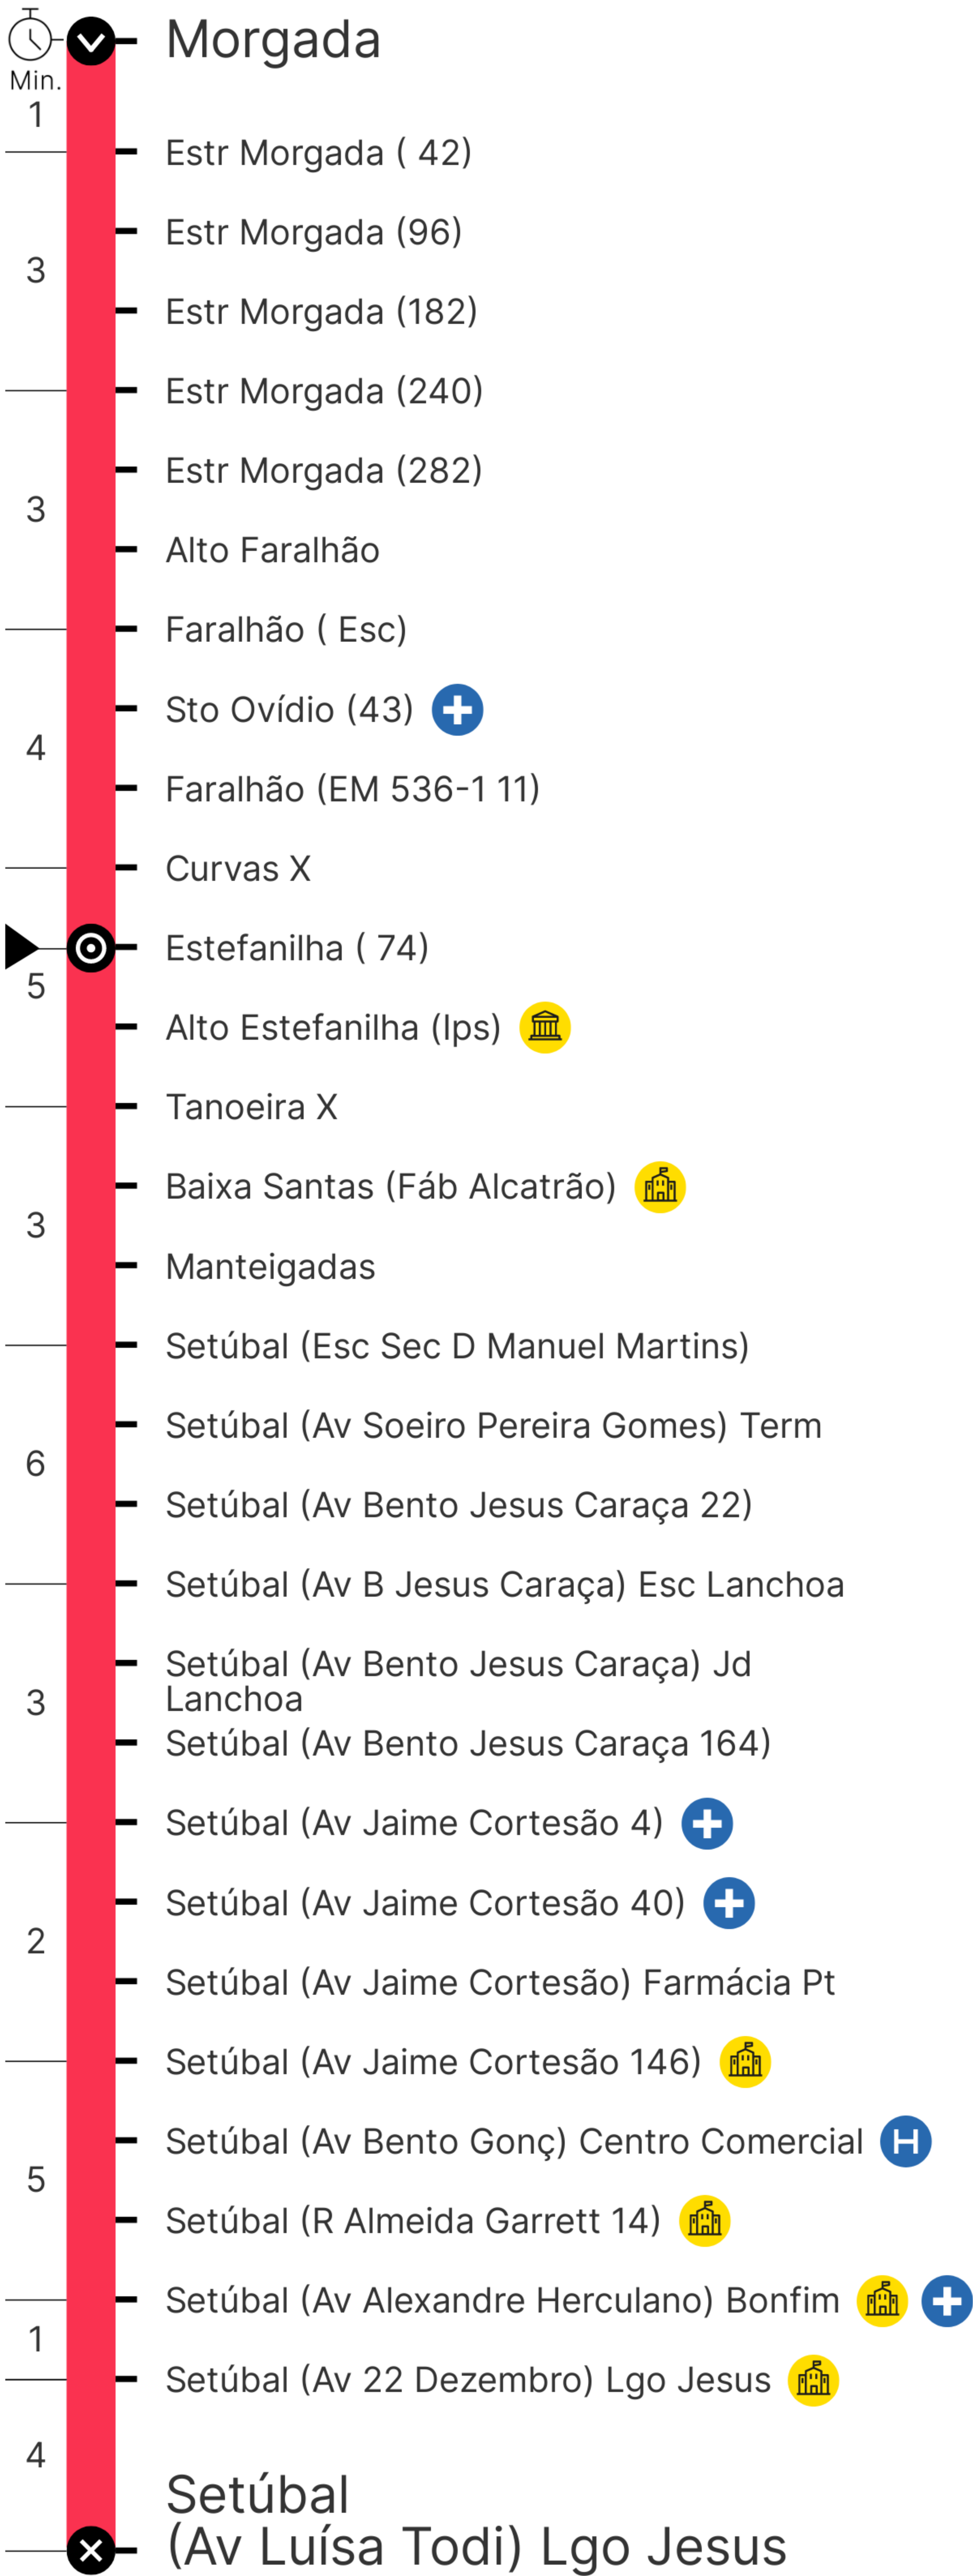 Morgada
Min.
1
Estr Morgada ( 42)
Estr Morgada (96)
3
Estr Morgada (182)
Estr Morgada (240)
Estr Morgada (282)
3
Alto Faralhão
Faralhão ( Esc)
Sto Ovídio (43)
4
Faralhão (EM 536-1 11)
Curvas X
Estefanilha ( 74)
5
Alto Estefanilha (Ips)
Tanoeira X
Baixa Santas (Fáb Alcatrão)
3
Manteigadas
Setúbal (Esc Sec D Manuel Martins)
Setúbal (Av Soeiro Pereira Gomes) Term
6
Setúbal (Av Bento Jesus Caraça 22)
Setúbal (Av B Jesus Caraça) Esc Lanchoa
Setúbal (Av Bento Jesus Caraça) Jd
Lanchoa
3
Setúbal (Av Bento Jesus Caraça 164)
Setúbal (Av Jaime Cortesão 4)
Setúbal (Av Jaime Cortesão 40)
2
Setúbal (Av Jaime Cortesão) Farmácia Pt
Setúbal (Av Jaime Cortesão 146)
Setúbal (Av Bento Gonç) Centro Comercial H
5
Setúbal (R Almeida Garrett 14)
Setúbal (Av Alexandre Herculano) Bonfim
1
Setúbal (Av 22 Dezembro) Lgo Jesus
4
Setúbal
(Av Luísa Todi) Lgo Jesus